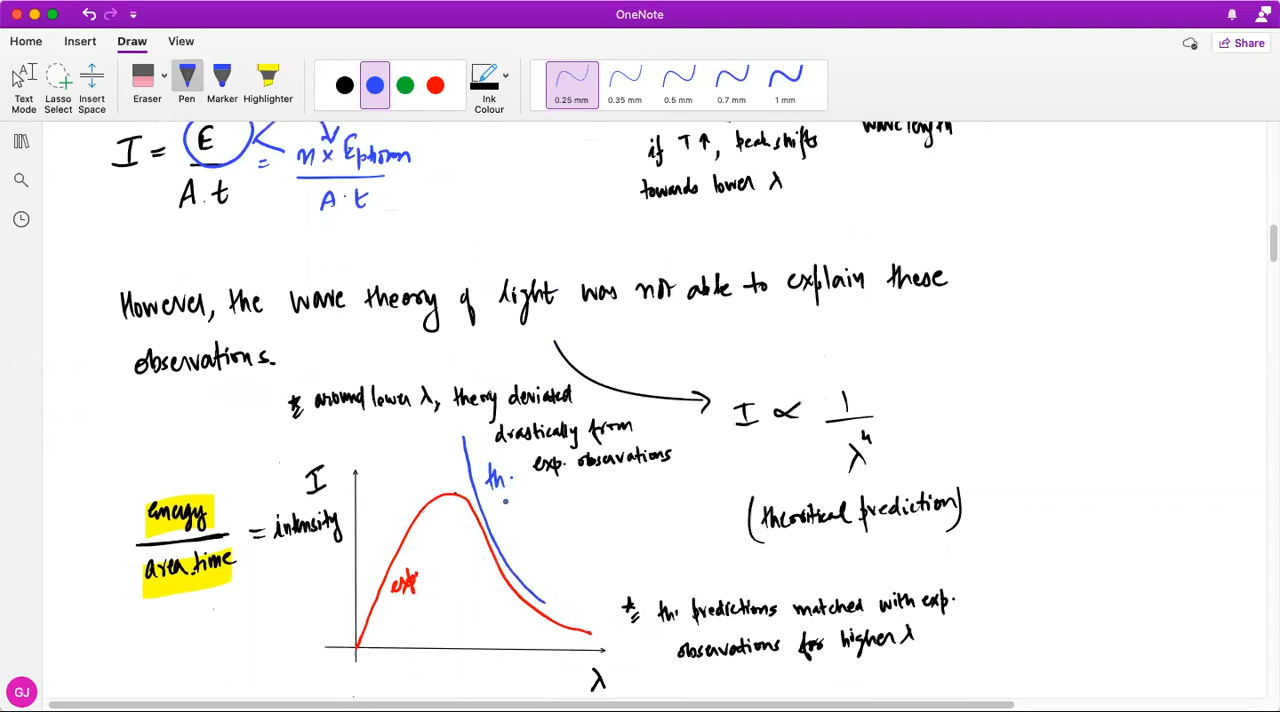 OneNote
Home Insert Draw View
Share
Text Mode
Lasso Select
Insert Space
Eraser
Pen
Marker
Highlighter
Ink Colour
0.25 mm
0.35 mm
0.5 mm
0.7 mm
1 mm
I = E / A.t = n × Ephoton / A.t
wavelength
if T↑, peak shifts
towards lower λ
However, the wave theory of light was not able to explain these
observations.
* around lower λ, theory deviated
drastically from
exp. observations
I ∝ 1 / λ⁴
(theoritical prediction)
I
th.
energy / area.time = intensity
exp.
λ
* th. predictions matched with exp.
observations for higher λ
GJ